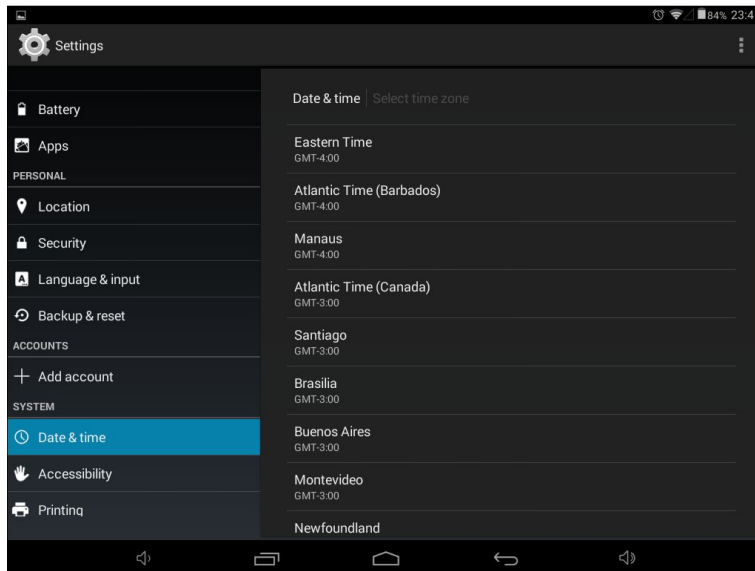 84% 23:4
Settings
Battery
Apps
PERSONAL
Location
Security
Language & input
Backup & reset
ACCOUNTS
Add account
SYSTEM
Date & time
Accessibility
Printing
Date & time Select time zone
Eastern Time
GMT-4:00
Atlantic Time (Barbados)
GMT-4:00
Manaus
GMT-4:00
Atlantic Time (Canada)
GMT-3:00
Santiago
GMT-3:00
Brasilia
GMT-3:00
Buenos Aires
GMT-3:00
Montevideo
GMT-3:00
Newfoundland